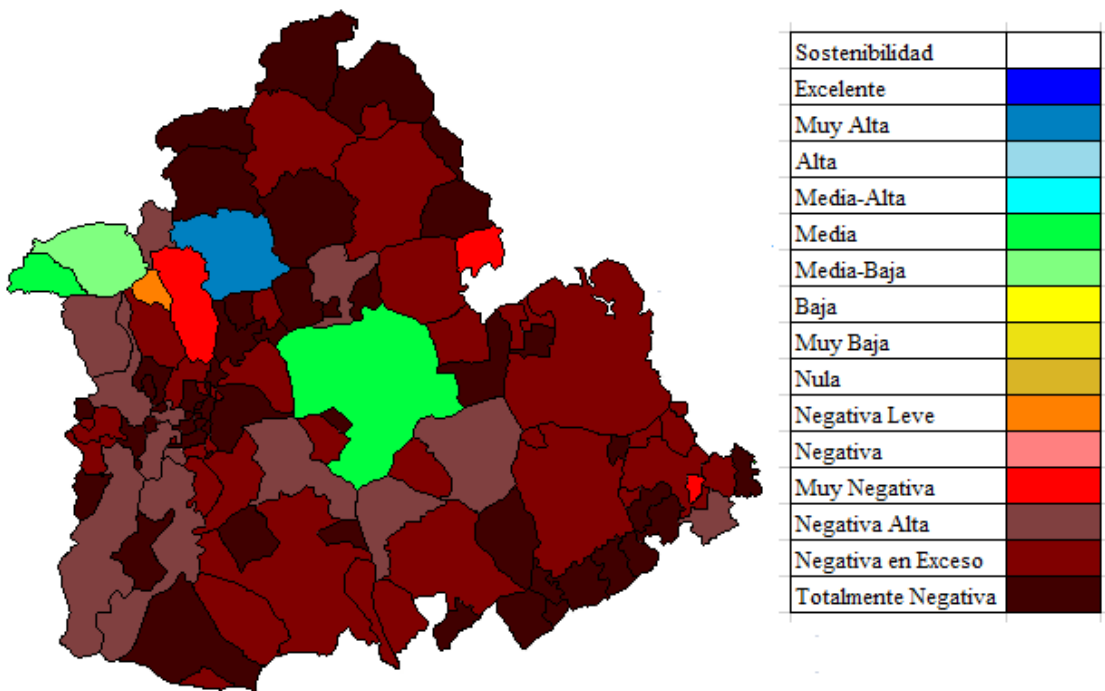 Sostenibilidad
Excelente
Muy Alta
Alta
Media-Alta
Media
Media-Baja
Baja
Muy Baja
Nula
Negativa Leve
Negativa
Muy Negativa
Negativa Alta
Negativa en Exceso
Totalmente Negativa